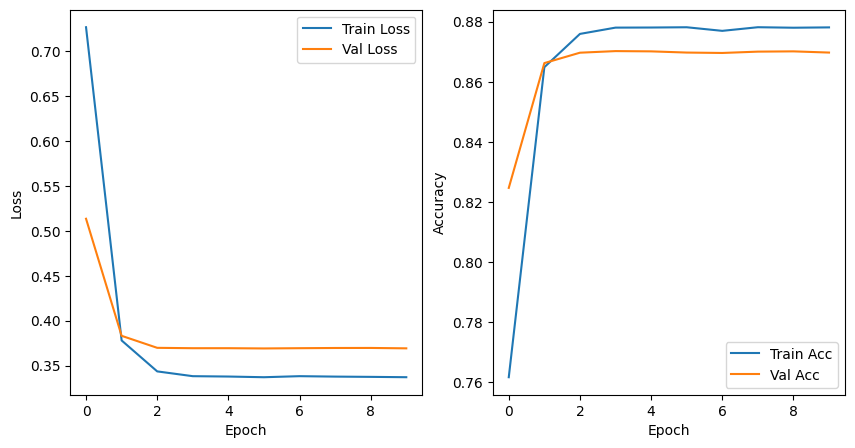 Train Loss
Val Loss
0.70
0.65
0.60
0.55
0.50
0.45
0.40
0.35
Loss
0 2 4 6 8
Epoch
0.88
0.86
0.84
0.82
0.80
0.78
0.76
Accuracy
Train Acc
Val Acc
0 2 4 6 8
Epoch